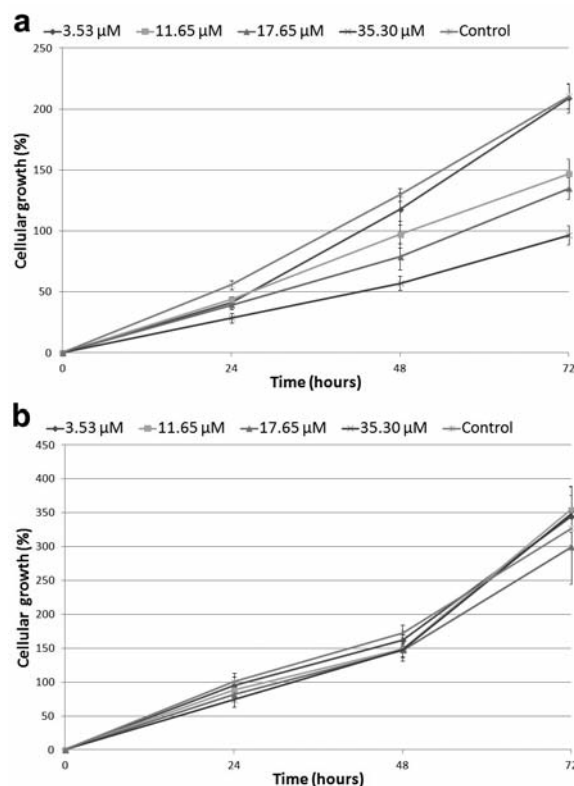 a
3.53 µM 11.65 µM 17.65 µM 35.30 µM Control
250
200
150
100
50
0
Cellular growth (%)
0 24 48 72
Time (hours)
b
3.53 µM 11.65 µM 17.65 µM 35.30 µM Control
450
400
350
300
250
200
150
100
50
0
Cellular growth (%)
0 24 48 72
Time (hours)